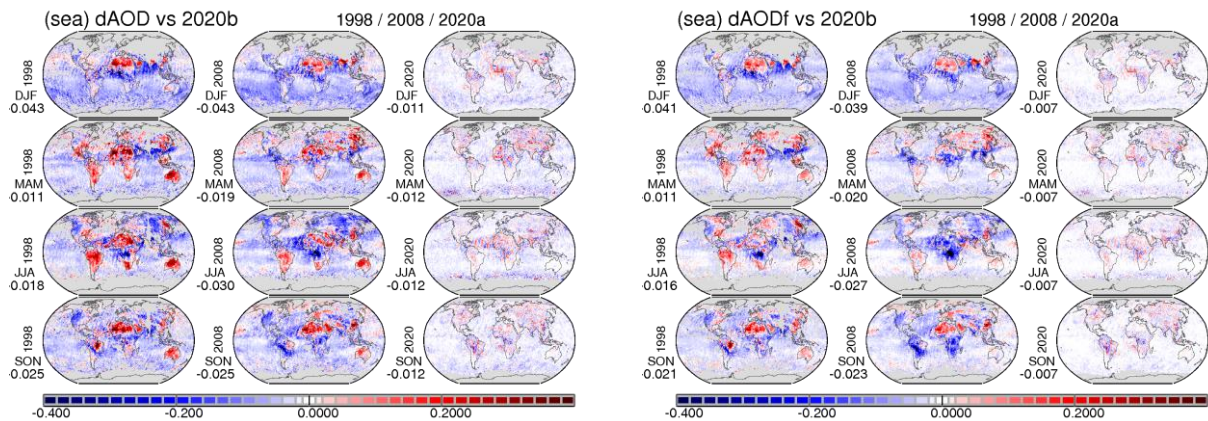 (sea) dAOD vs 2020b 1998 / 2008 / 2020a
1998 DJF -0.043
2008 DJF -0.043
2020 DJF -0.011
1998 MAM -0.011
2008 MAM -0.019
2020 MAM -0.012
1998 JJA -0.018
2008 JJA -0.030
2020 JJA -0.012
1998 SON -0.025
2008 SON -0.025
2020 SON -0.012
-0.400 -0.200 0.0000 0.2000
(sea) dAODf vs 2020b 1998 / 2008 / 2020a
1998 DJF -0.041
2008 DJF -0.039
2020 DJF -0.007
1998 MAM -0.011
2008 MAM -0.020
2020 MAM -0.007
1998 JJA -0.016
2008 JJA -0.027
2020 JJA -0.007
1998 SON -0.021
2008 SON -0.023
2020 SON -0.007
-0.400 -0.200 0.0000 0.2000